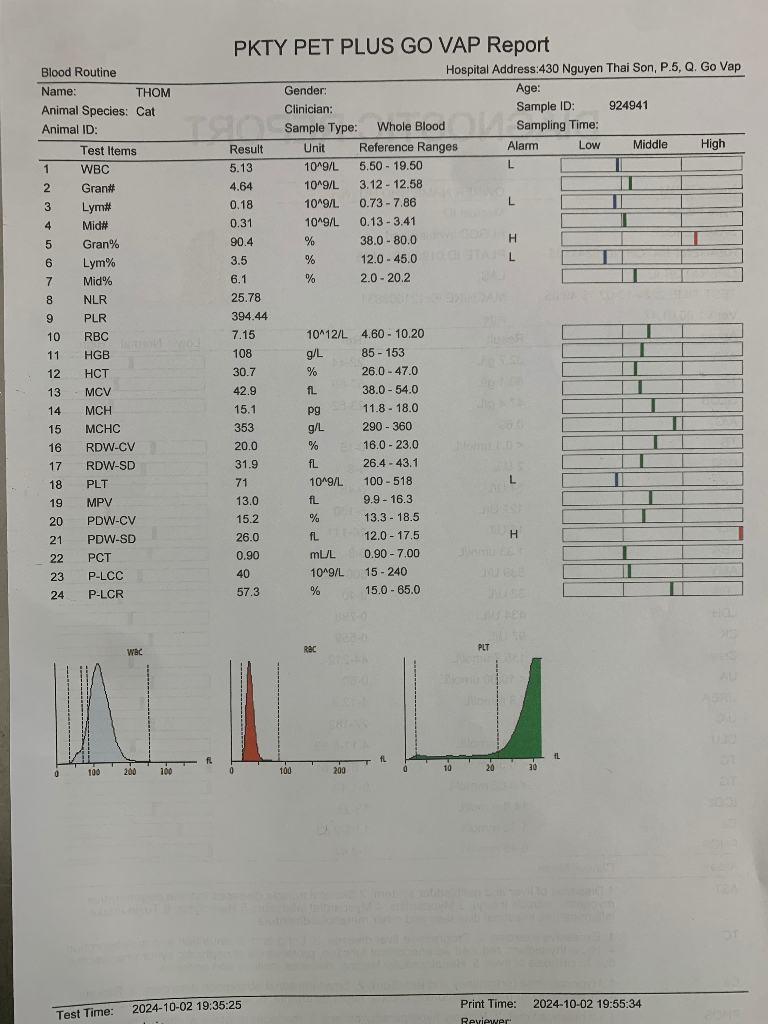 PKTY PET PLUS GO VAP Report
Blood Routine Hospital Address:430 Nguyen Thai Son, P.5, Q. Go Vap
Name: THOM Gender: Age:
Animal Species: Cat Clinician: Sample ID: 924941
Animal ID: Sample Type: Whole Blood Sampling Time:
Test Items Result Unit Reference Ranges Alarm Low Middle High
1 WBC 5.13 10^9/L 5.50 - 19.50 L
2 Gran# 4.64 10^9/L 3.12 - 12.58
3 Lym# 0.18 10^9/L 0.73 - 7.86 L
4 Mid# 0.31 10^9/L 0.13 - 3.41
5 Gran% 90.4 % 38.0 - 80.0 H
6 Lym% 3.5 % 12.0 - 45.0 L
7 Mid% 6.1 % 2.0 - 20.2
8 NLR 25.78
9 PLR 394.44
10 RBC 7.15 10^12/L 4.60 - 10.20
11 HGB 108 g/L 85 - 153
12 HCT 30.7 % 26.0 - 47.0
13 MCV 42.9 fL 38.0 - 54.0
14 MCH 15.1 pg 11.8 - 18.0
15 MCHC 353 g/L 290 - 360
16 RDW-CV 20.0 % 16.0 - 23.0
17 RDW-SD 31.9 fL 26.4 - 43.1
18 PLT 71 10^9/L 100 - 518 L
19 MPV 13.0 fL 9.9 - 16.3
20 PDW-CV 15.2 % 13.3 - 18.5
21 PDW-SD 26.0 fL 12.0 - 17.5 H
22 PCT 0.90 mL/L 0.90 - 7.00
23 P-LCC 40 10^9/L 15 - 240
24 P-LCR 57.3 % 15.0 - 65.0
WBC RBC PLT
0 100 200 300 fL 0 100 200 fL 0 10 20 30 fL
Test Time: 2024-10-02 19:35:25 Print Time: 2024-10-02 19:55:34
Reviewer: